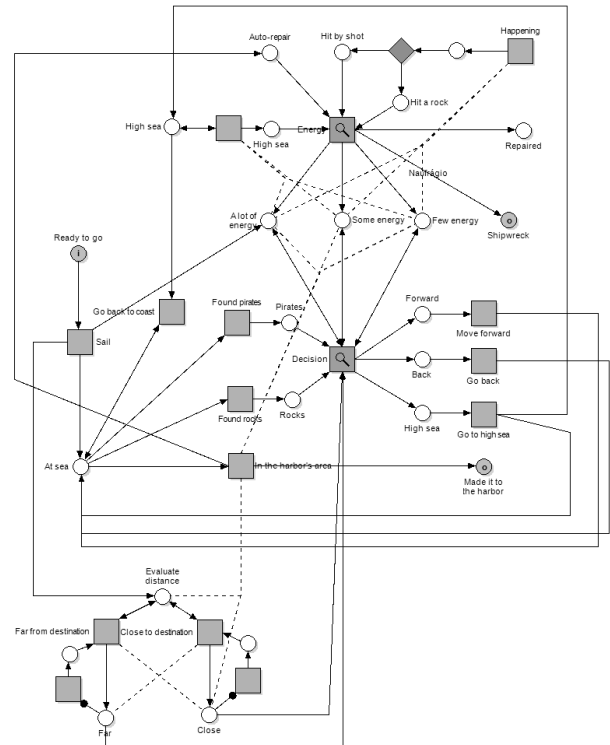 Auto-repair
Hit by shot
Happening
Hit a rock
High sea
High sea
Energy
Repaired
Naufrágio
A lot of
energy
Some energy
Few energy
Shipwreck
Ready to go
i
o
Go back to coast
Found pirates
Pirates
Forward
Move forward
Sail
Decision
Back
Go back
Found rocks
Rocks
High sea
Go to high sea
At sea
In the harbor's area
o
Made it to
the harbor
Evaluate
distance
Far from destination
Close to destination
Far
Close